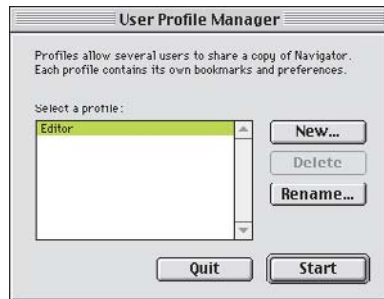 User Profile Manager
Profiles allow several users to share a copy of Navigator.
Each profile contains its own bookmarks and preferences.
Select a profile:
Editor
New...
Delete
Rename...
Quit
Start